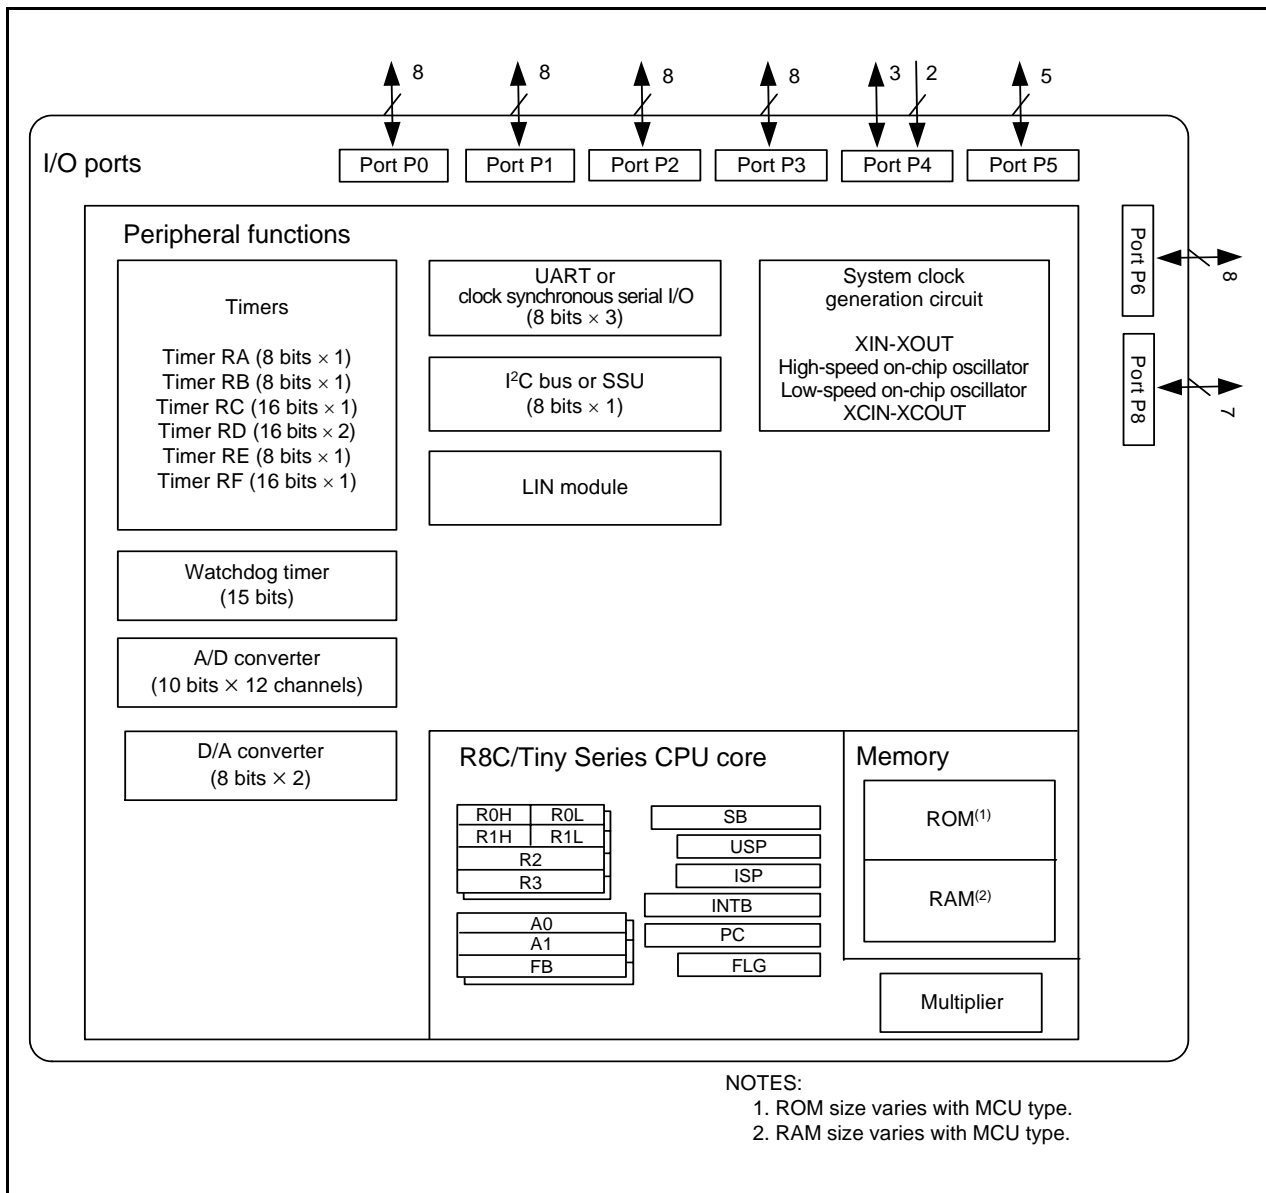 8 8 8 8 3 2 5
I/O ports
Port P0 Port P1 Port P2 Port P3 Port P4 Port P5
Port P6
8
Port P8
7
Peripheral functions
Timers
Timer RA (8 bits × 1)
Timer RB (8 bits × 1)
Timer RC (16 bits × 1)
Timer RD (16 bits × 2)
Timer RE (8 bits × 1)
Timer RF (16 bits × 1)
UART or
clock synchronous serial I/O
(8 bits × 3)
I²C bus or SSU
(8 bits × 1)
LIN module
System clock
generation circuit
XIN-XOUT
High-speed on-chip oscillator
Low-speed on-chip oscillator
XCIN-XCOUT
Watchdog timer
(15 bits)
A/D converter
(10 bits × 12 channels)
D/A converter
(8 bits × 2)
R8C/Tiny Series CPU core
R0H R0L
R1H R1L
R2
R3
A0
A1
FB
SB
USP
ISP
INTB
PC
FLG
Memory
ROM(1)
RAM(2)
Multiplier
NOTES:
1. ROM size varies with MCU type.
2. RAM size varies with MCU type.